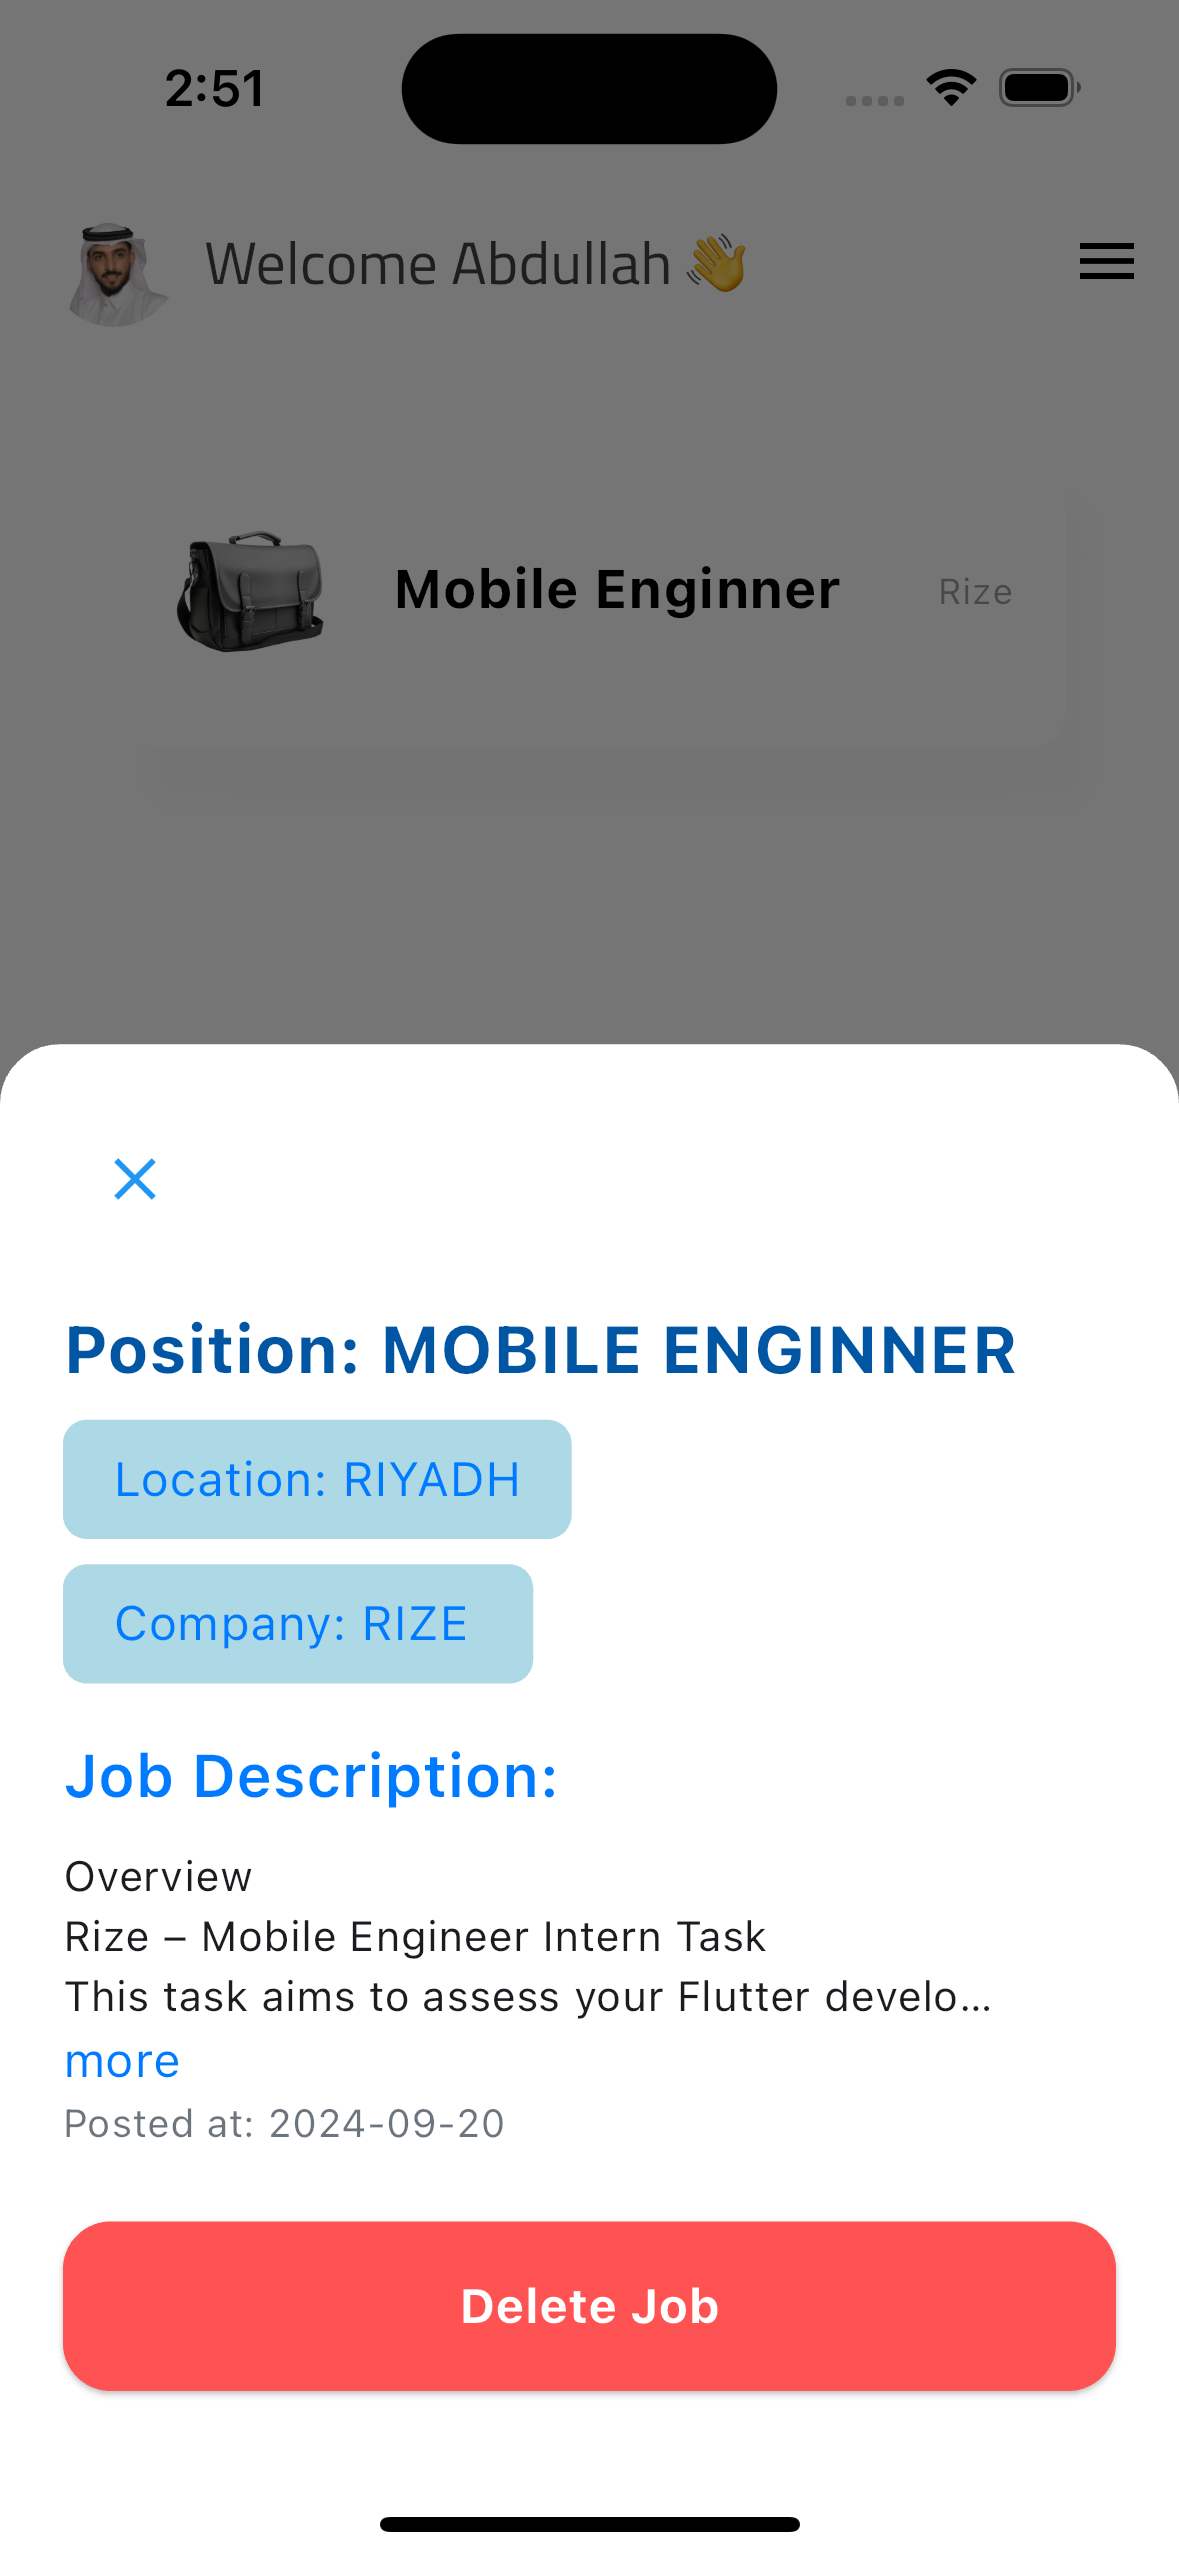 2:51
Welcome Abdullah 👋
Mobile Enginner
Rize
Position: MOBILE ENGINNER
Location: RIYADH
Company: RIZE
Job Description:
Overview
Rize – Mobile Engineer Intern Task
This task aims to assess your Flutter develo...
more
Posted at: 2024-09-20
Delete Job